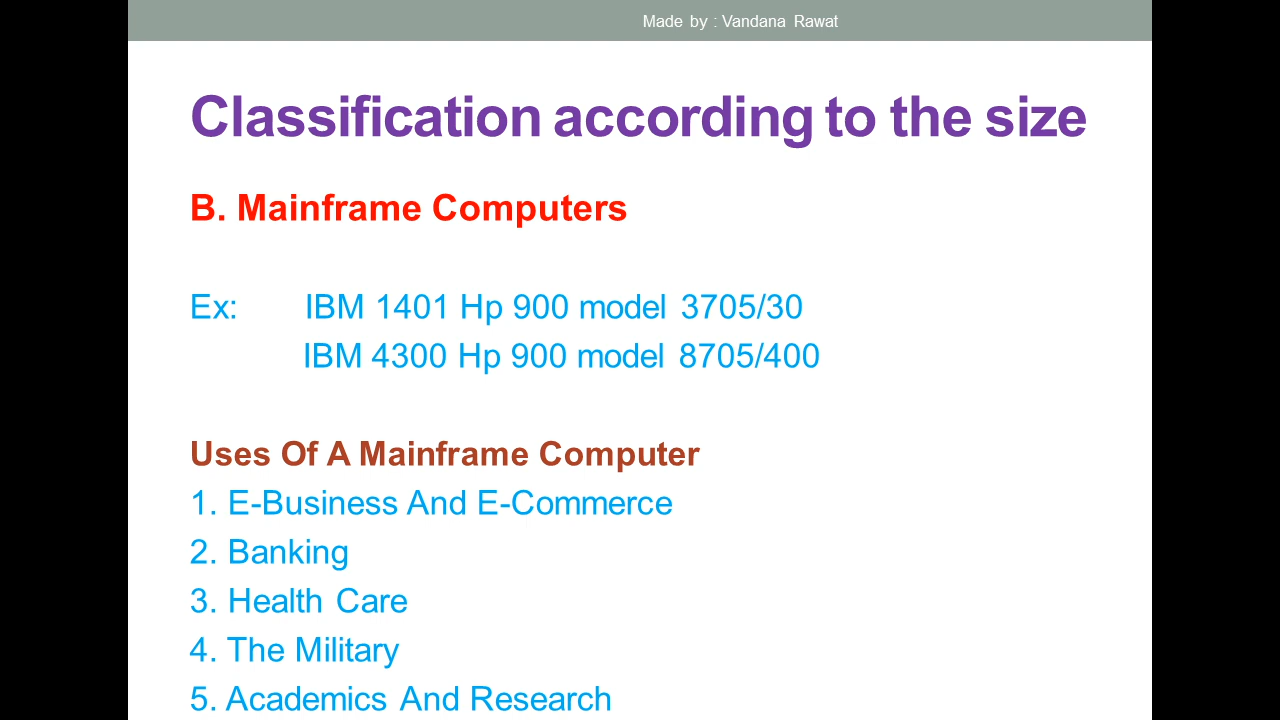 Made by : Vandana Rawat
Classification according to the size
B. Mainframe Computers
Ex: IBM 1401 Hp 900 model 3705/30
IBM 4300 Hp 900 model 8705/400
Uses Of A Mainframe Computer
1. E-Business And E-Commerce
2. Banking
3. Health Care
4. The Military
5. Academics And Research